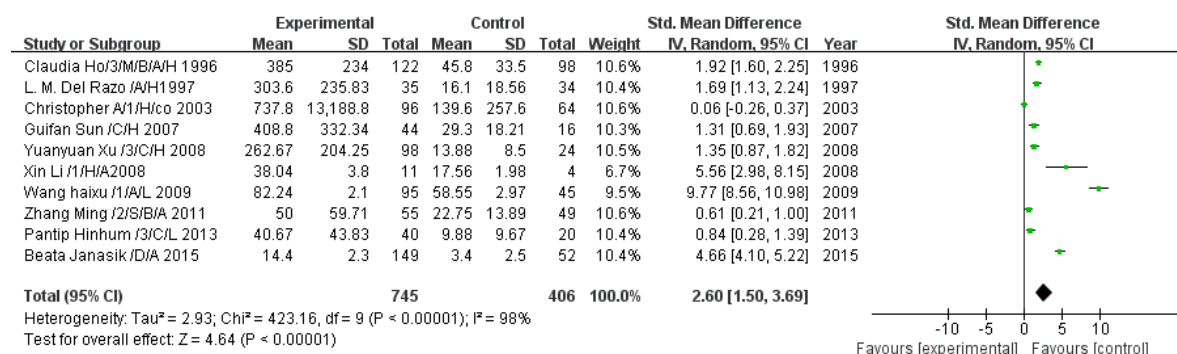 Experimental Control Std. Mean Difference Std. Mean Difference
Study or Subgroup Mean SD Total Mean SD Total Weight IV, Random, 95% CI Year IV, Random, 95% CI
Claudia Ho/3/M/B/A/H 1996 385 234 122 45.8 33.5 98 10.6% 1.92 [1.60, 2.25] 1996
L. M. Del Razo /A/H1997 303.6 235.83 35 16.1 18.56 34 10.4% 1.69 [1.13, 2.24] 1997
Christopher A/1/H/co 2003 737.8 13,188.8 96 139.6 257.6 64 10.6% 0.06 [-0.26, 0.37] 2003
Guifan Sun /C/H 2007 408.8 332.34 44 29.3 18.21 16 10.4% 1.31 [0.69, 1.93] 2007
Yuanyuan Xu /3/C/H 2008 262.67 204.25 98 13.88 8.5 24 10.5% 1.35 [0.87, 1.82] 2008
Xin Li /1/H/A2008 38.04 3.8 11 17.56 1.98 4 6.7% 5.56 [2.98, 8.15] 2008
Wang haixu /1/A/L 2009 82.24 2.1 95 58.55 2.97 45 9.5% 9.77 [8.56, 10.98] 2009
Zhang Ming /2/S/B/A 2011 50 59.71 55 22.75 13.89 49 10.6% 0.61 [0.21, 1.00] 2011
Pantip Hinhum /3/C/L 2013 40.67 43.83 40 9.88 9.67 20 10.4% 0.84 [0.28, 1.39] 2013
Beata Janasik /D/A 2015 14.4 2.3 149 3.4 2.5 52 10.4% 4.66 [4.10, 5.22] 2015
Total (95% CI) 745 406 100.0% 2.60 [1.50, 3.69]
Heterogeneity: Tau² = 2.93; Chi² = 423.16, df = 9 (P < 0.00001); I² = 98%
Test for overall effect: Z = 4.64 (P < 0.00001)
-10 -5 0 5 10
Favours [experimental] Favours [control]